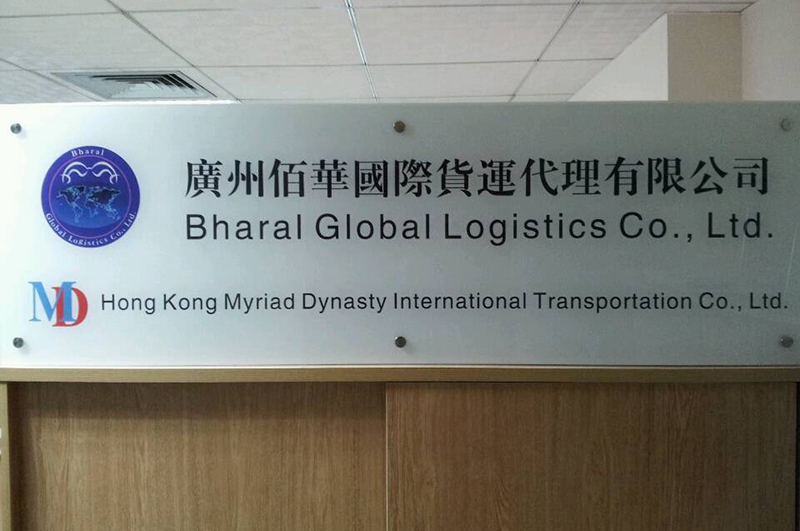 Bharal
Global Logistics Co., Ltd.
廣州佰華國際貨運代理有限公司
Bharal Global Logistics Co., Ltd.
MD
Hong Kong Myriad Dynasty International Transportation Co., Ltd.